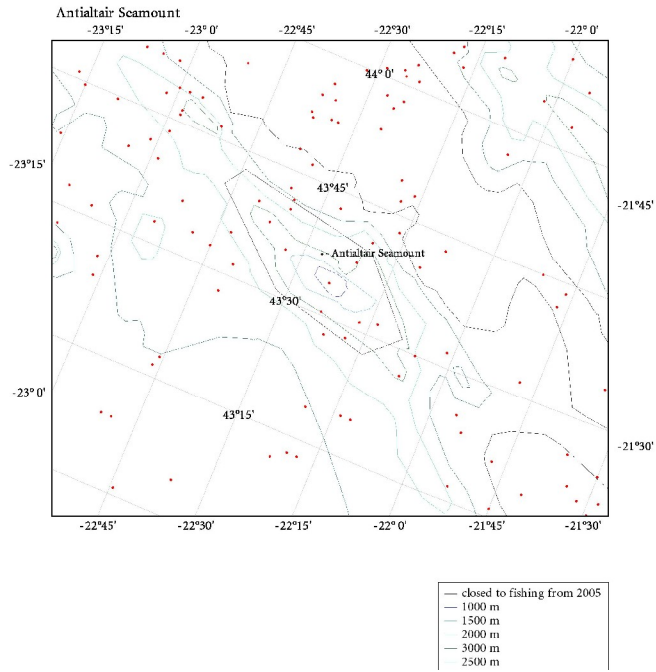 Antialtair Seamount
-23°15' -23°0' -22°45' -22°30' -22°15' -22°0'
44°0'
-23°15'
43°45'
-21°45'
Antialtair Seamount
43°30'
-23°0'
43°15'
-21°30'
-22°45' -22°30' -22°15' -22°0' -21°45' -21°30'
closed to fishing from 2005
1000 m
1500 m
2000 m
3000 m
2500 m